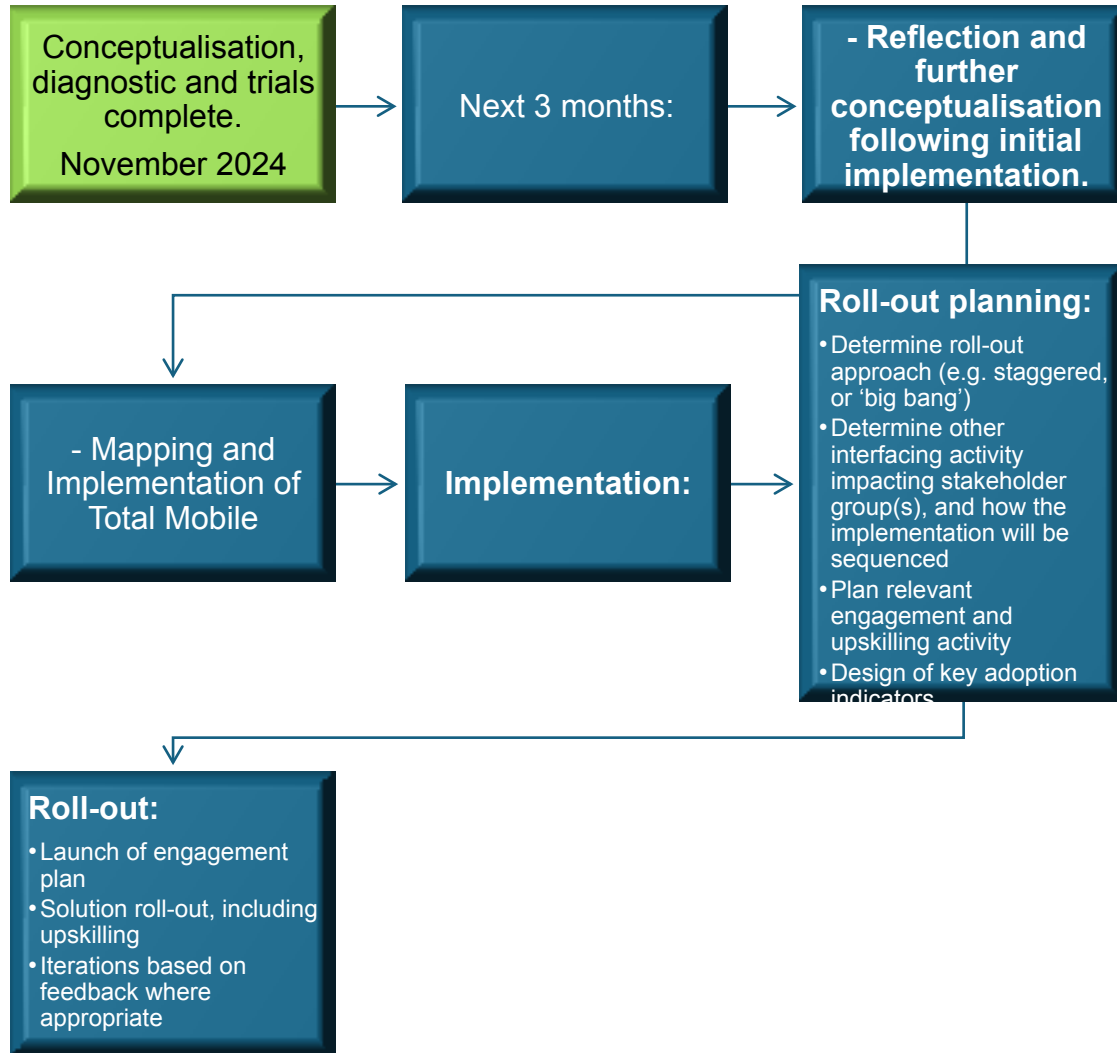 Conceptualisation,
diagnostic and trials
complete.
November 2024
Next 3 months:
- Reflection and
further
conceptualisation
following initial
implementation.
- Mapping and
Implementation of
Total Mobile
Implementation:
Roll-out planning:
•Determine roll-out
approach (e.g. staggered,
or ‘big bang’)
•Determine other
interfacing activity
impacting stakeholder
group(s), and how the
implementation will be
sequenced
•Plan relevant
engagement and
upskilling activity
•Design of key adoption
indicators
Roll-out:
•Launch of engagement
plan
•Solution roll-out, including
upskilling
•Iterations based on
feedback where
appropriate